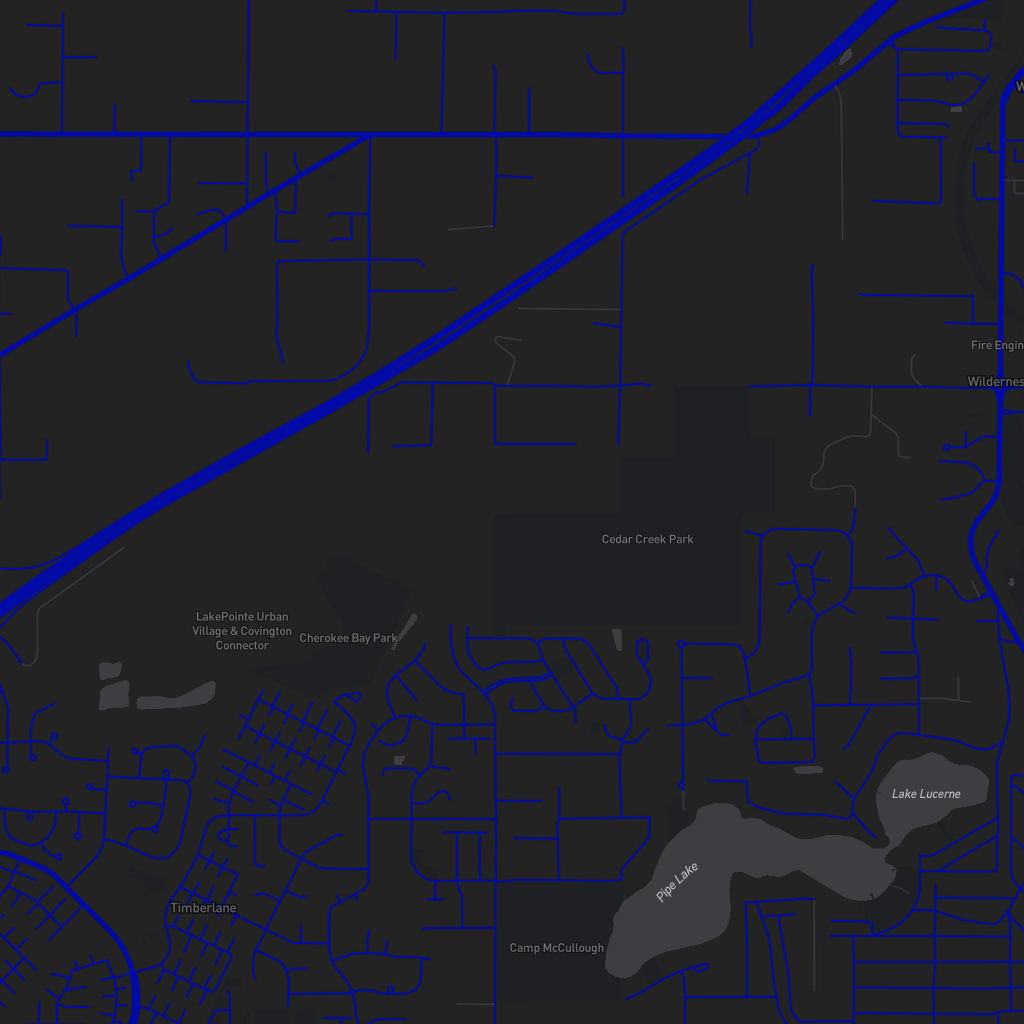 W
Fire Engin
Wildernes
Cedar Creek Park
LakePointe Urban
Village & Covington
Connector
Cherokee Bay Park
Lake Lucerne
Pipe Lake
Timberlane
Camp McCullough